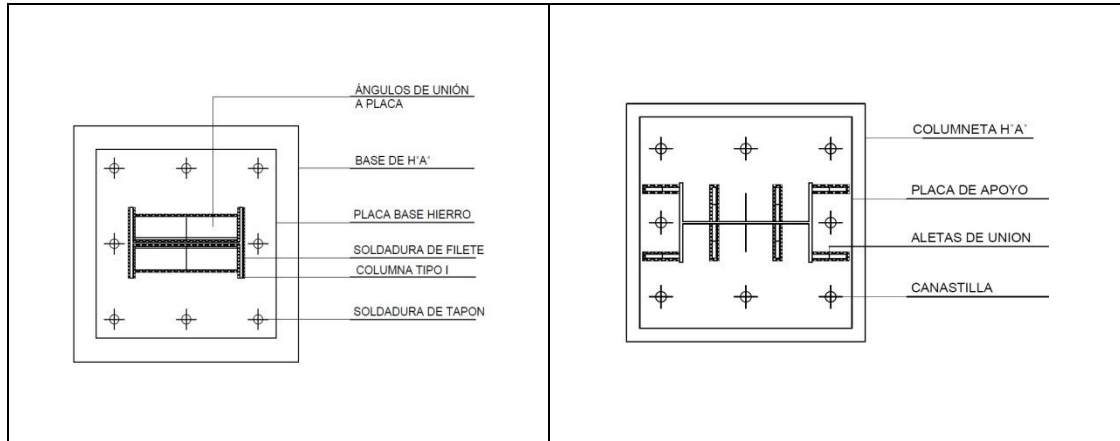 ÁNGULOS DE UNIÓN
A PLACA
BASE DE H°A°
PLACA BASE HIERRO
SOLDADURA DE FILETE
COLUMNA TIPO I
SOLDADURA DE TAPON
COLUMNETA H°A°
PLACA DE APOYO
ALETAS DE UNION
CANASTILLA